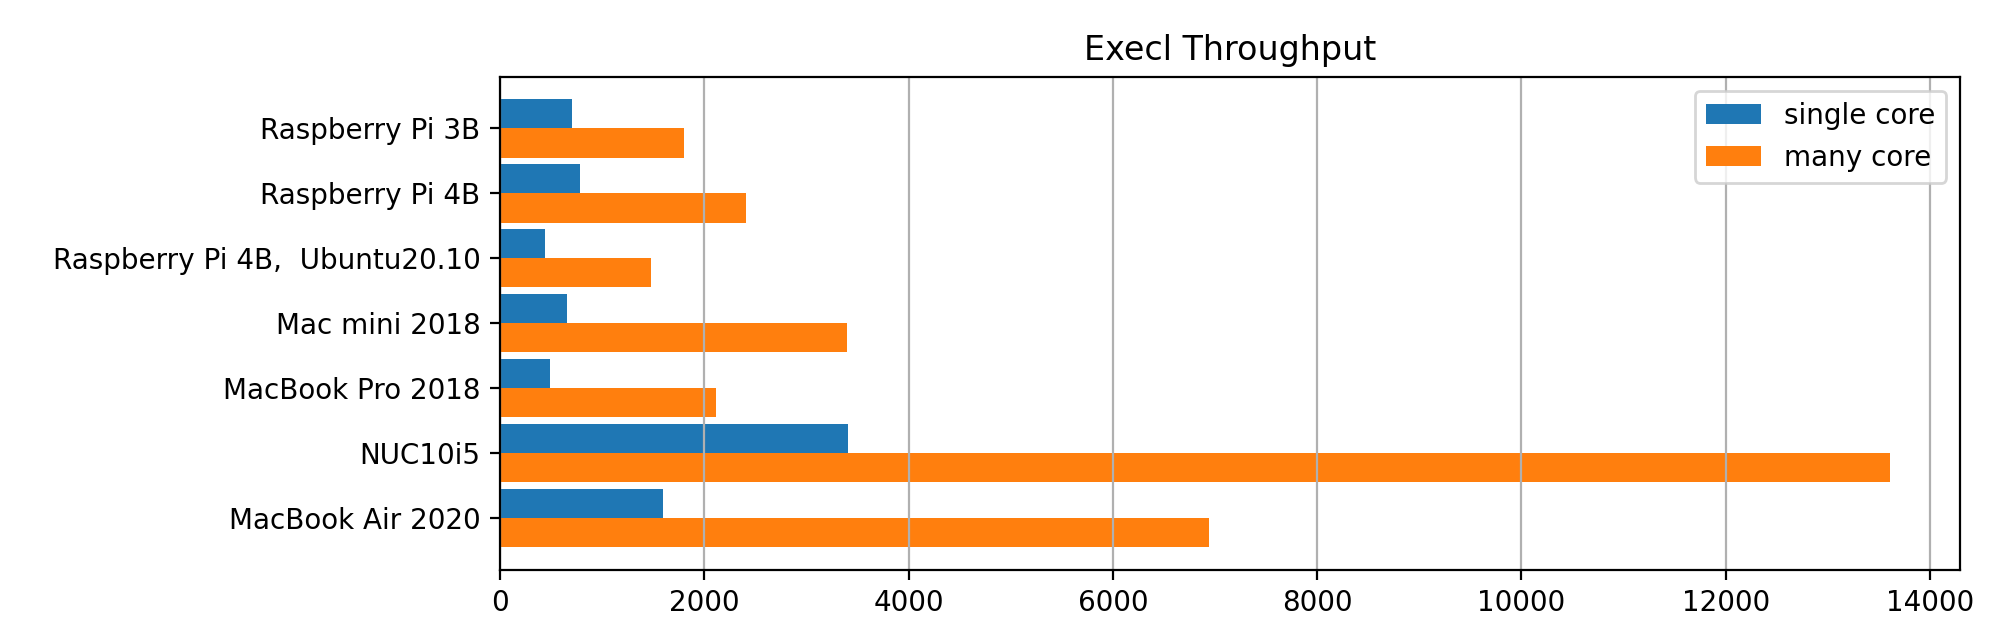 Execl Throughput
single core
many core
Raspberry Pi 3B
Raspberry Pi 4B
Raspberry Pi 4B,  Ubuntu20.10
Mac mini 2018
MacBook Pro 2018
NUC10i5
MacBook Air 2020
0 2000 4000 6000 8000 10000 12000 14000